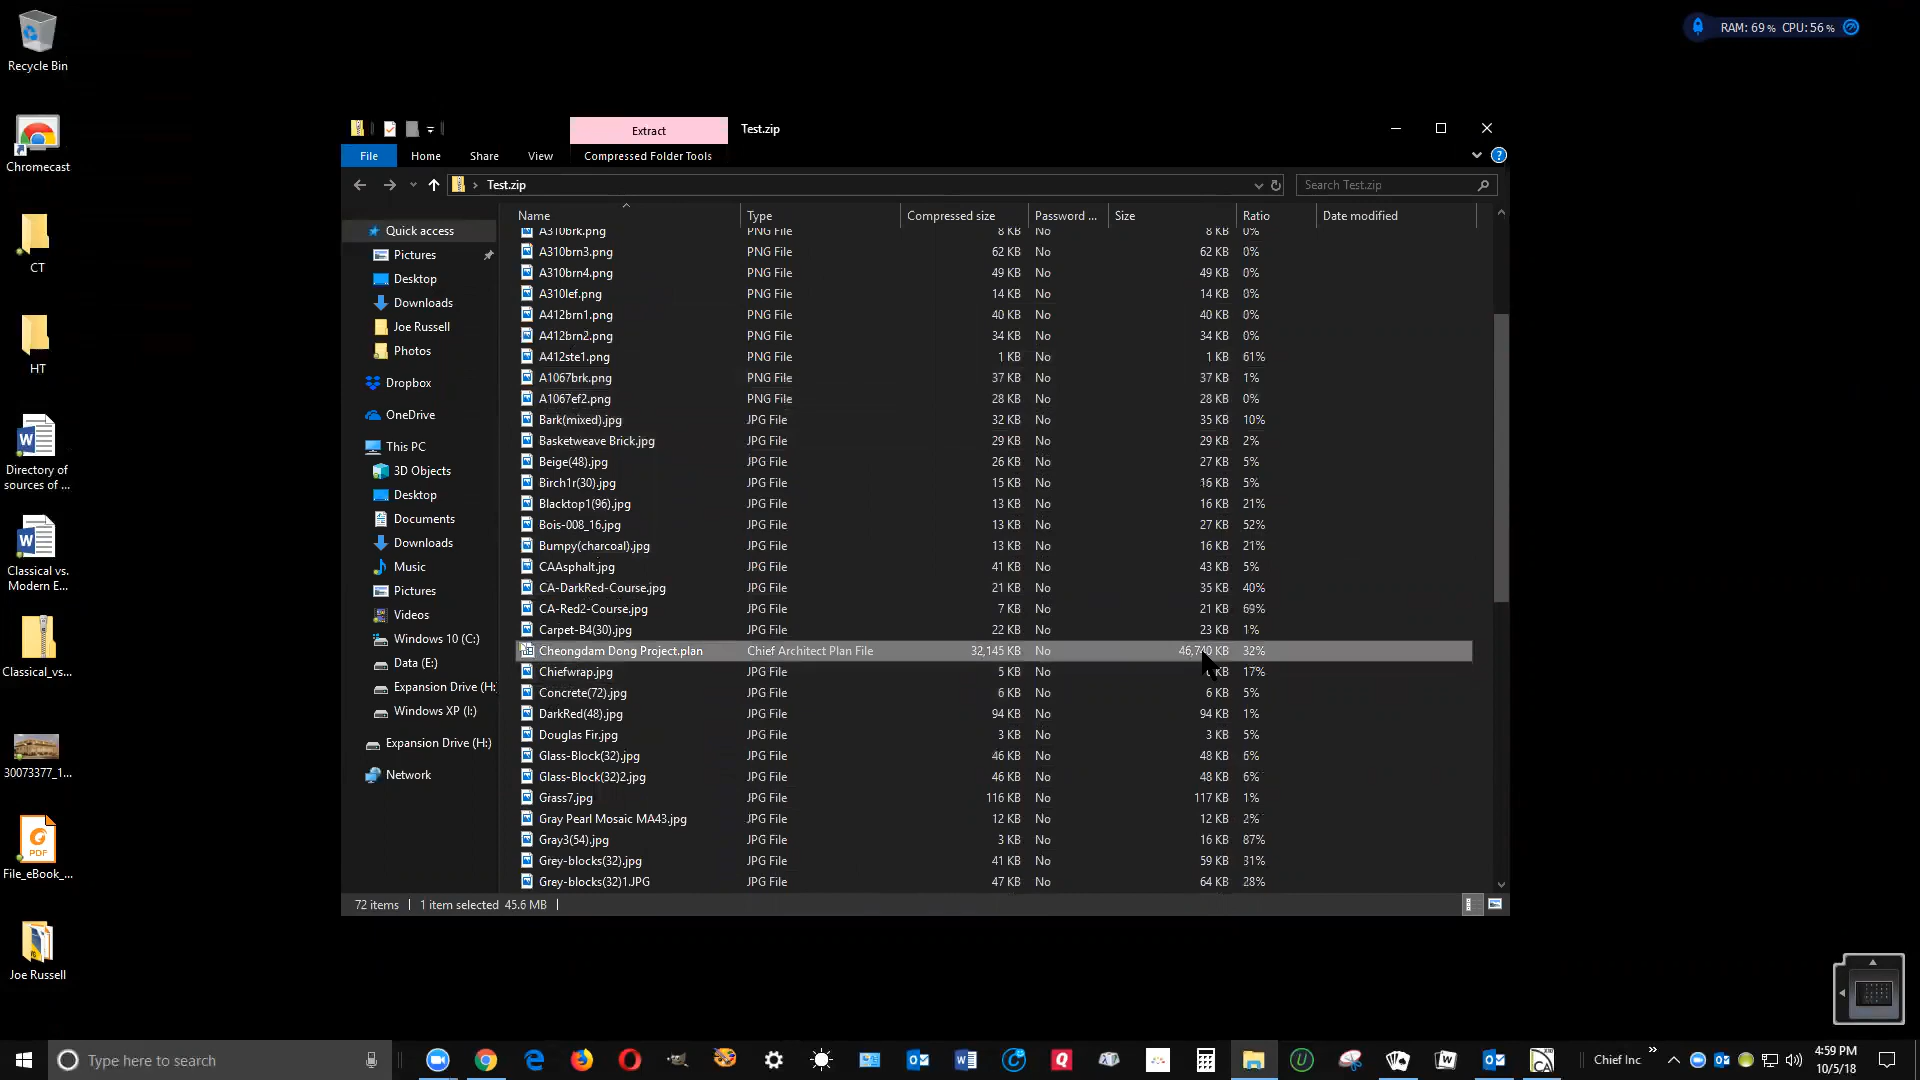 Recycle Bin
Chromecast
CT
HT
Directory of
sources of ...
Classical vs.
Modern E...
Classical_vs...
30073377_1...
PDF
File_eBook_...
Joe Russell
RAM: 69 % CPU: 56 %
Extract
Test.zip
File
Home
Share
View
Compressed Folder Tools
Test.zip
Search Test.zip
Quick access
Pictures
Desktop
Downloads
Joe Russell
Photos
Dropbox
OneDrive
This PC
3D Objects
Desktop
Documents
Downloads
Music
Pictures
Videos
Windows 10 (C:)
Data (E:)
Expansion Drive (H:
Windows XP (I:)
Expansion Drive (H:)
Network
Name Type Compressed size Password ... Size Ratio Date modified
A310brk.png PNG File 8 KB No 8 KB 0%
A310brn3.png PNG File 62 KB No 62 KB 0%
A310brn4.png PNG File 49 KB No 49 KB 0%
A310lef.png PNG File 14 KB No 14 KB 0%
A412brn1.png PNG File 40 KB No 40 KB 0%
A412brn2.png PNG File 34 KB No 34 KB 0%
A412ste1.png PNG File 1 KB No 1 KB 61%
A1067brk.png PNG File 37 KB No 37 KB 1%
A1067ef2.png PNG File 28 KB No 28 KB 0%
Bark(mixed).jpg JPG File 32 KB No 35 KB 10%
Basketweave Brick.jpg JPG File 29 KB No 29 KB 2%
Beige(48).jpg JPG File 26 KB No 27 KB 5%
Birch1r(30).jpg JPG File 15 KB No 16 KB 5%
Blacktop1(96).jpg JPG File 13 KB No 16 KB 21%
Bois-008_16.jpg JPG File 13 KB No 27 KB 52%
Bumpy(charcoal).jpg JPG File 13 KB No 16 KB 21%
CAAsphalt.jpg JPG File 41 KB No 43 KB 5%
CA-DarkRed-Course.jpg JPG File 21 KB No 35 KB 40%
CA-Red2-Course.jpg JPG File 7 KB No 21 KB 69%
Carpet-B4(30).jpg JPG File 22 KB No 23 KB 1%
Cheongdam Dong Project.plan Chief Architect Plan File 32,145 KB No KB 32%
Chiefwrap.jpg JPG File 5 KB No KB 17%
Concrete(72).jpg JPG File 6 KB No 6 KB 5%
DarkRed(48).jpg JPG File 94 KB No 94 KB 1%
Douglas Fir.jpg JPG File 3 KB No 3 KB 5%
Glass-Block(32).jpg JPG File 46 KB No 48 KB 6%
Glass-Block(32)2.jpg JPG File 46 KB No 48 KB 6%
Grass7.jpg JPG File 116 KB No 117 KB 1%
Gray Pearl Mosaic MA43.jpg JPG File 12 KB No 12 KB 2%
Gray3(54).jpg JPG File 3 KB No 16 KB 87%
Grey-blocks(32).jpg JPG File 41 KB No 59 KB 31%
Grey-blocks(32)1.JPG JPG File 47 KB No 64 KB 28%
72 items 1 item selected 45.6 MB
Type here to search
Chief Inc
4:59 PM
10/5/18